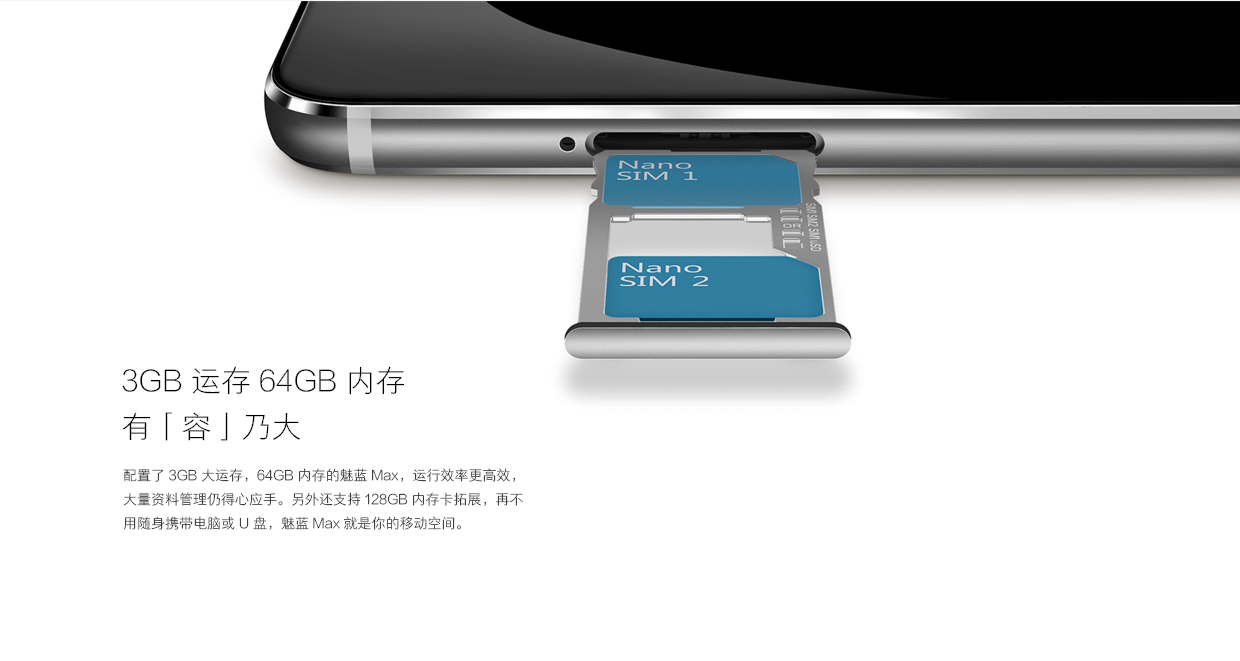 Nano
SIM 1
SIM1 SIM2
SIM1 μSD
Nano
SIM 2
3GB 运存 64GB 内存
有「容」乃大
配置了 3GB 大运存，64GB 内存的魅蓝 Max，运行效率更高效，
大量资料管理仍得心应手。另外还支持 128GB 内存卡拓展，再不
用随身携带电脑或 U 盘，魅蓝 Max 就是你的移动空间。